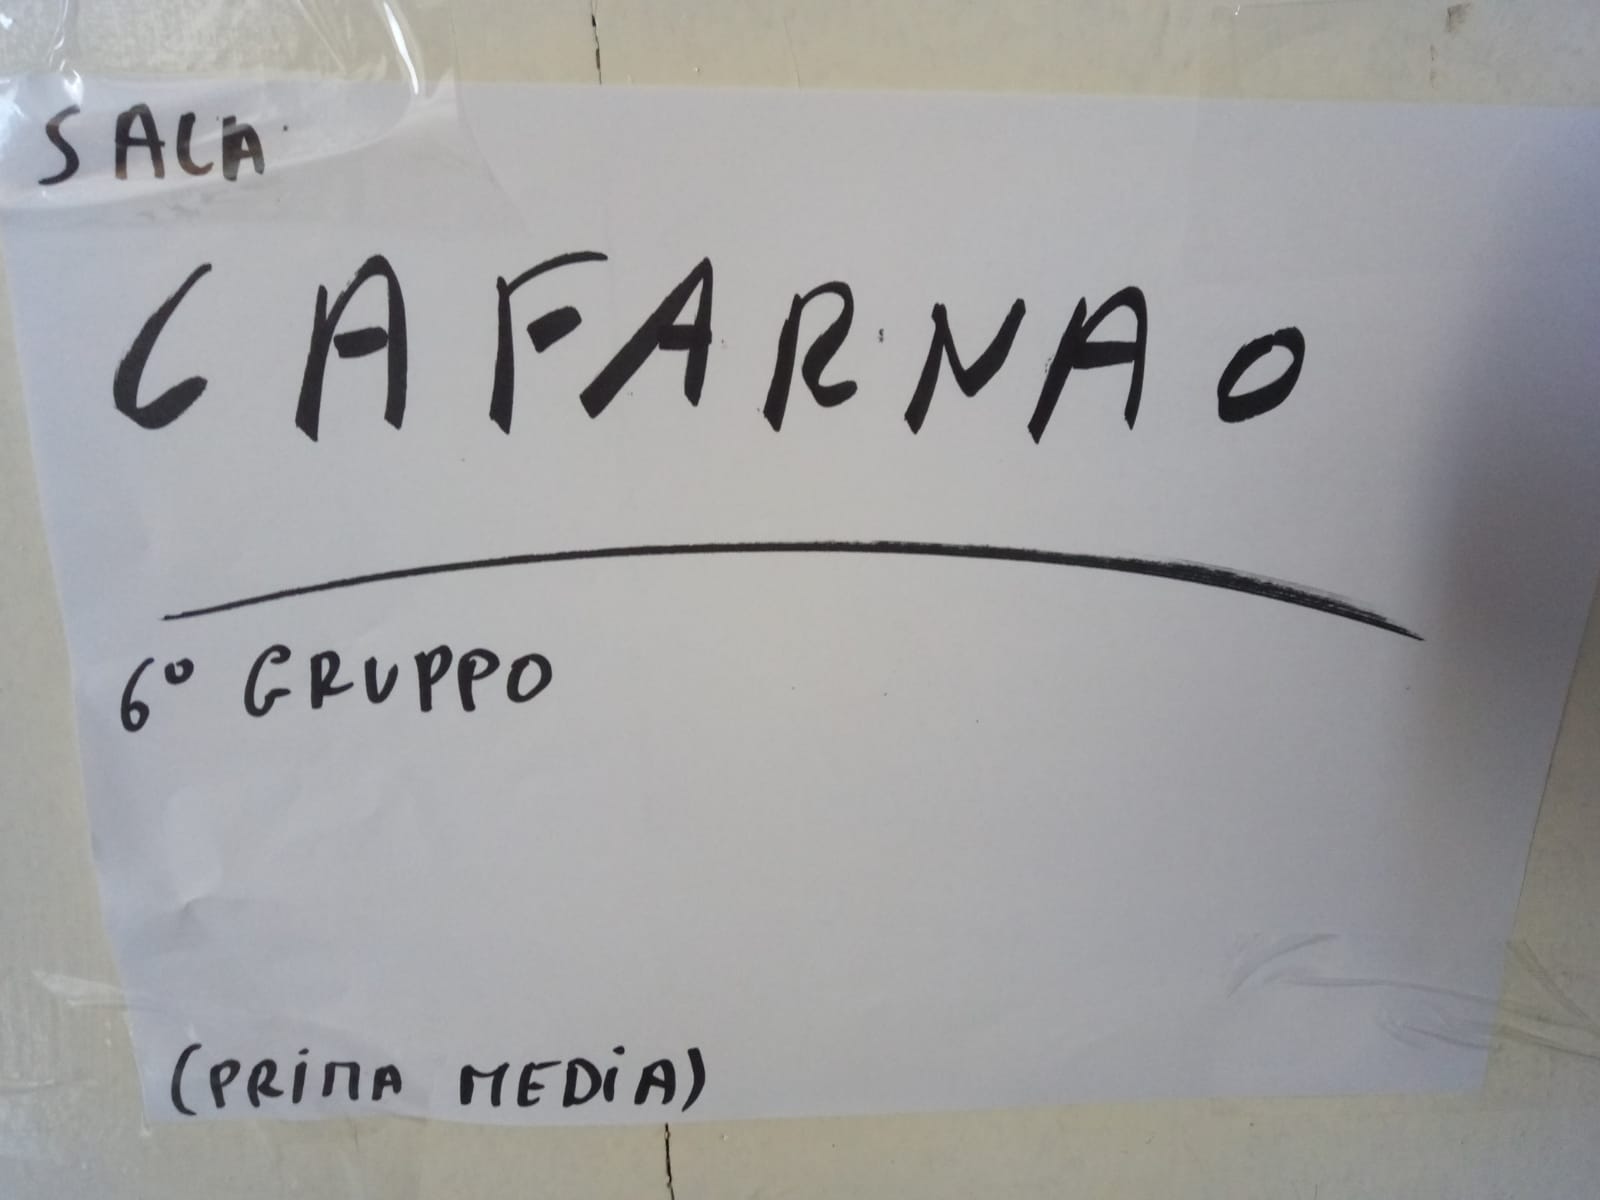 SALA
CAFARNAO
6° GRUPPO
(PRIMA MEDIA)